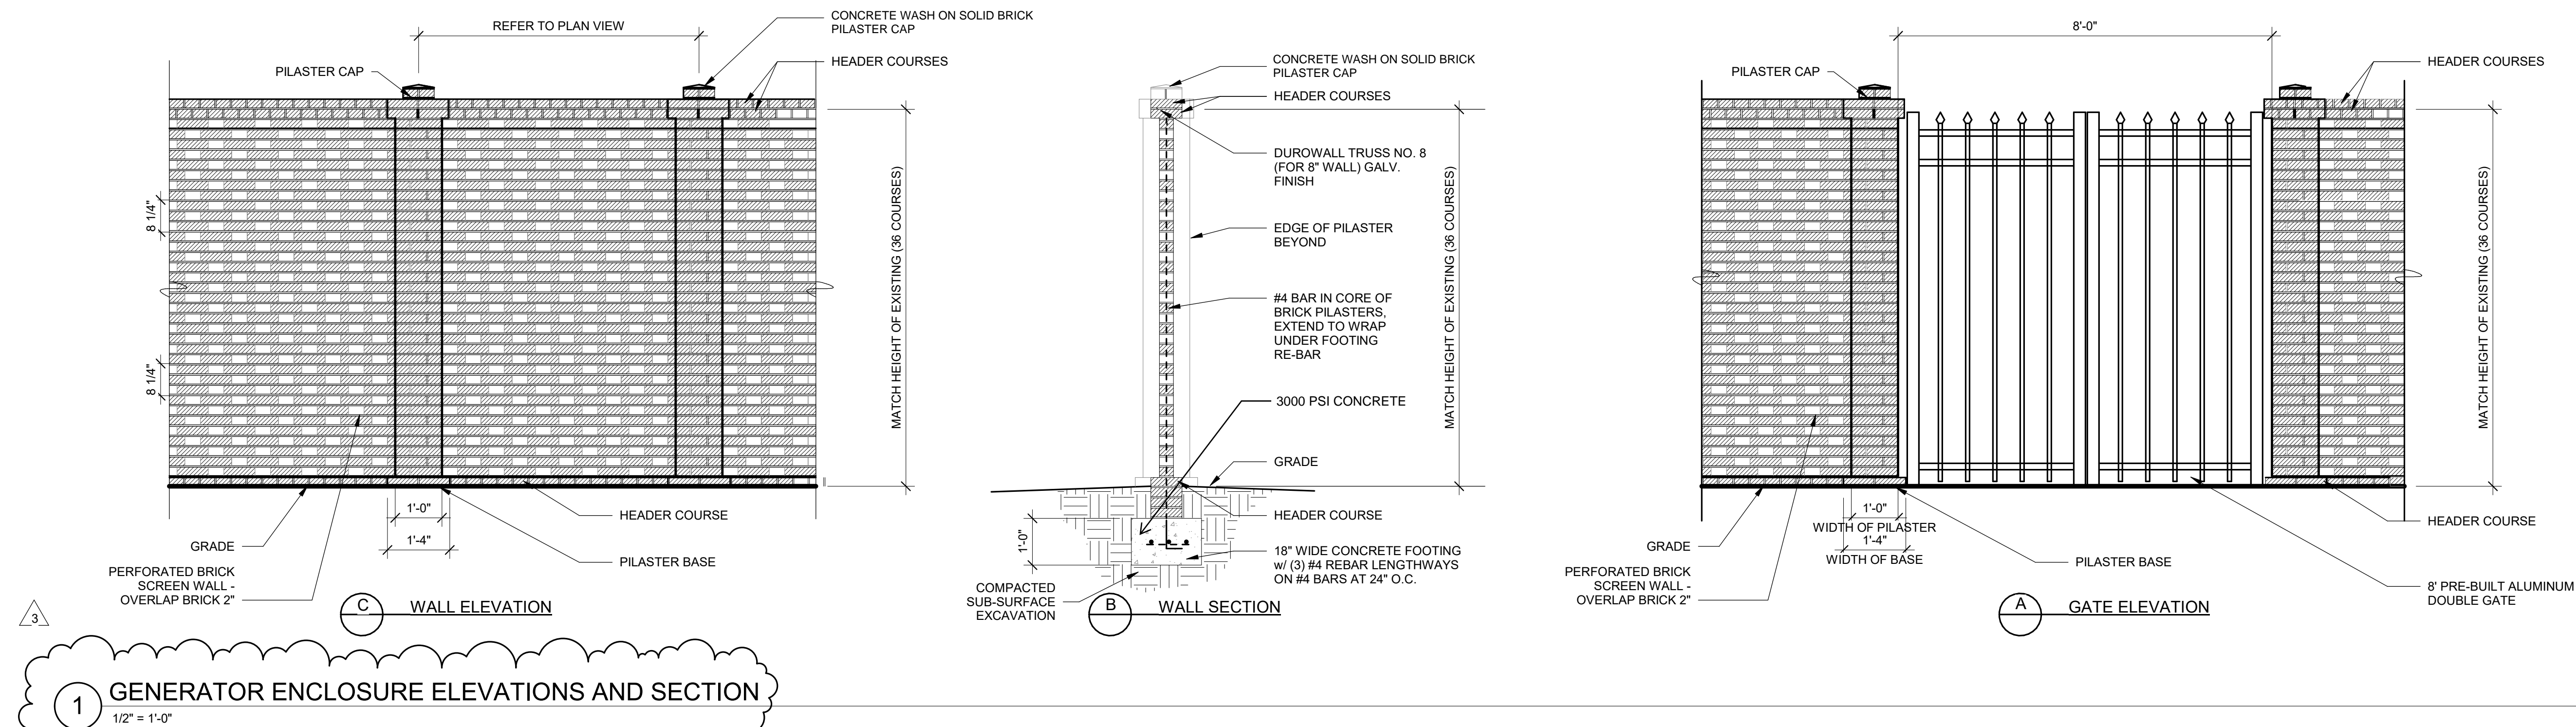 REFER TO PLAN VIEW
CONCRETE WASH ON SOLID BRICK
PILASTER CAP
PILASTER CAP
HEADER COURSES
8 1/4"
8 1/4"
MATCH HEIGHT OF EXISTING (36 COURSES)
1'-0"
1'-4"
HEADER COURSE
GRADE
PILASTER BASE
PERFORATED BRICK
SCREEN WALL -
OVERLAP BRICK 2"
C
WALL ELEVATION
CONCRETE WASH ON SOLID BRICK
PILASTER CAP
HEADER COURSES
DUROWALL TRUSS NO. 8
(FOR 8" WALL) GALV.
FINISH
EDGE OF PILASTER
BEYOND
#4 BAR IN CORE OF
BRICK PILASTERS,
EXTEND TO WRAP
UNDER FOOTING
RE-BAR
3000 PSI CONCRETE
GRADE
MATCH HEIGHT OF EXISTING (36 COURSES)
HEADER COURSE
1'-0"
18" WIDE CONCRETE FOOTING
w/ (3) #4 REBAR LENGTHWAYS
ON #4 BARS AT 24" O.C.
COMPACTED
SUB-SURFACE
EXCAVATION
B
WALL SECTION
8'-0"
PILASTER CAP
HEADER COURSES
MATCH HEIGHT OF EXISTING (36 COURSES)
1'-0"
WIDTH OF PILASTER
1'-4"
WIDTH OF BASE
HEADER COURSE
GRADE
PILASTER BASE
PERFORATED BRICK
SCREEN WALL -
OVERLAP BRICK 2"
8' PRE-BUILT ALUMINUM
DOUBLE GATE
A
GATE ELEVATION
3
1
GENERATOR ENCLOSURE ELEVATIONS AND SECTION
1/2" = 1'-0"